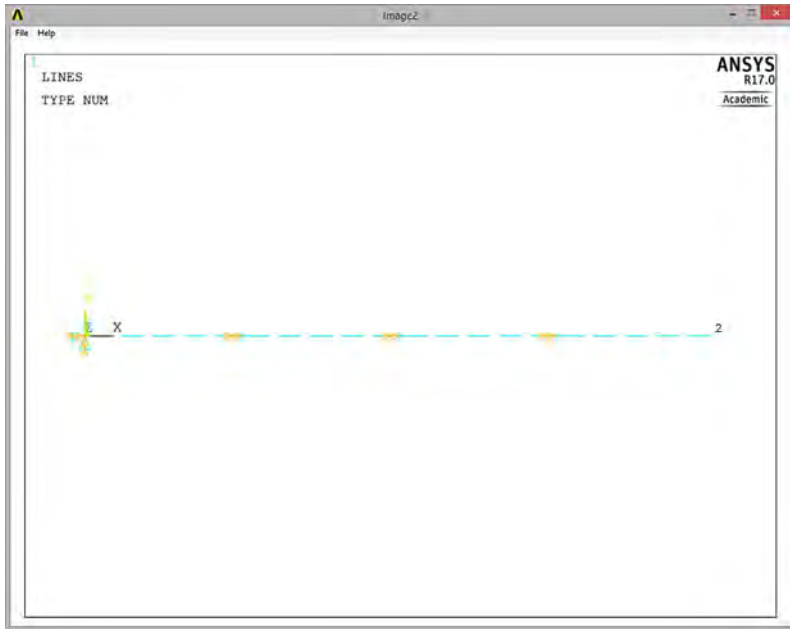 Image2
File Help
1
LINES
TYPE NUM
ANSYS
R17.0
Academic
X
2